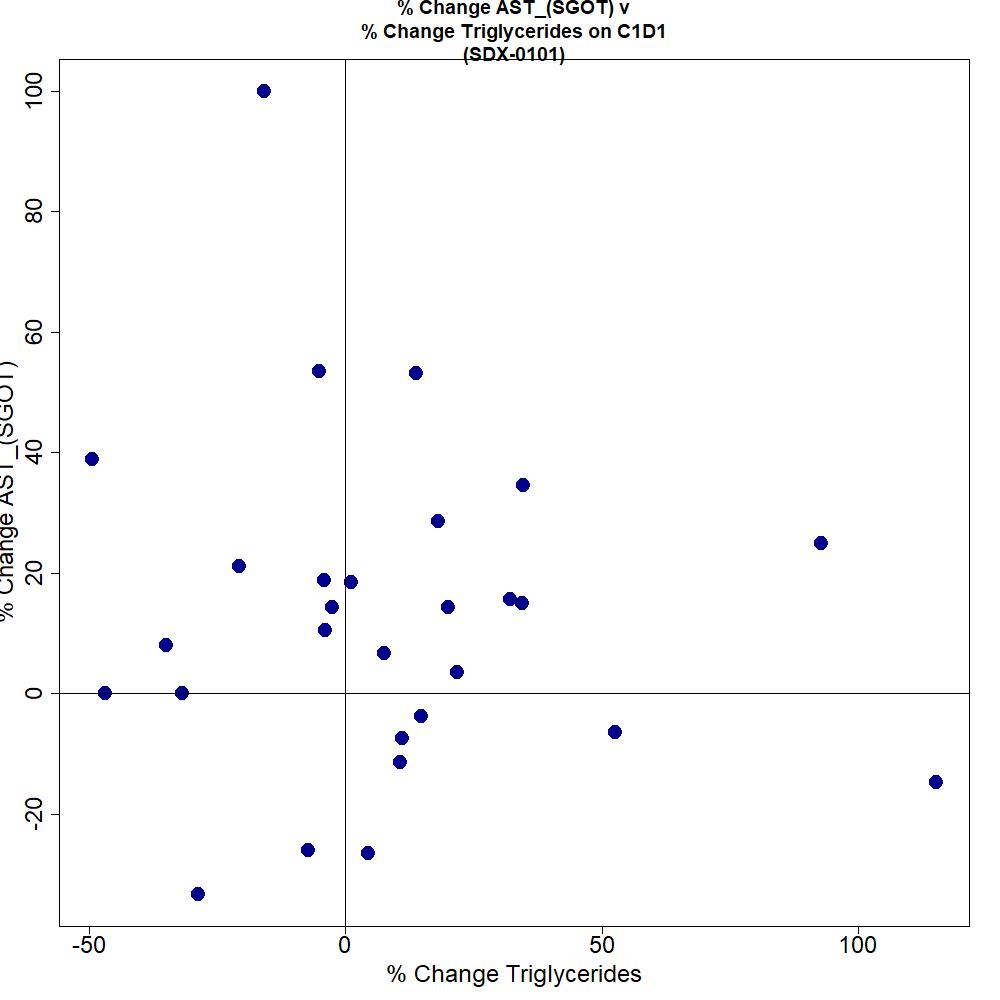 % Change AST_(SGOT) v
% Change Triglycerides on C1D1
(SDX-0101)
% Change AST_(SGOT)
100
80
60
40
20
0
-20
-50
0
50
100
% Change Triglycerides